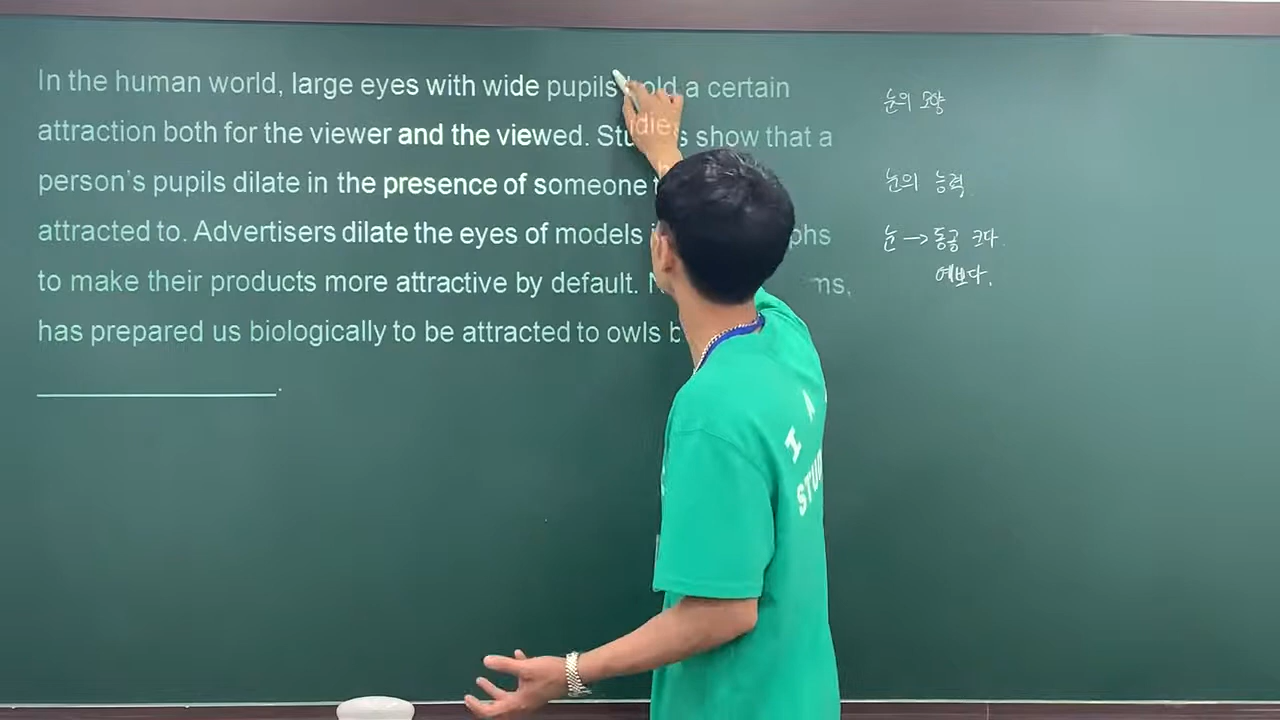 In the human world, large eyes with wide pupils hold a certain
attraction both for the viewer and the viewed. Studies show that a
person's pupils dilate in the presence of someone
attracted to. Advertisers dilate the eyes of models
to make their products more attractive by default.
has prepared us biologically to be attracted to owls
눈의 모양
눈의 능력
눈 → 동공 크다.
예쁘다.
I A
STU